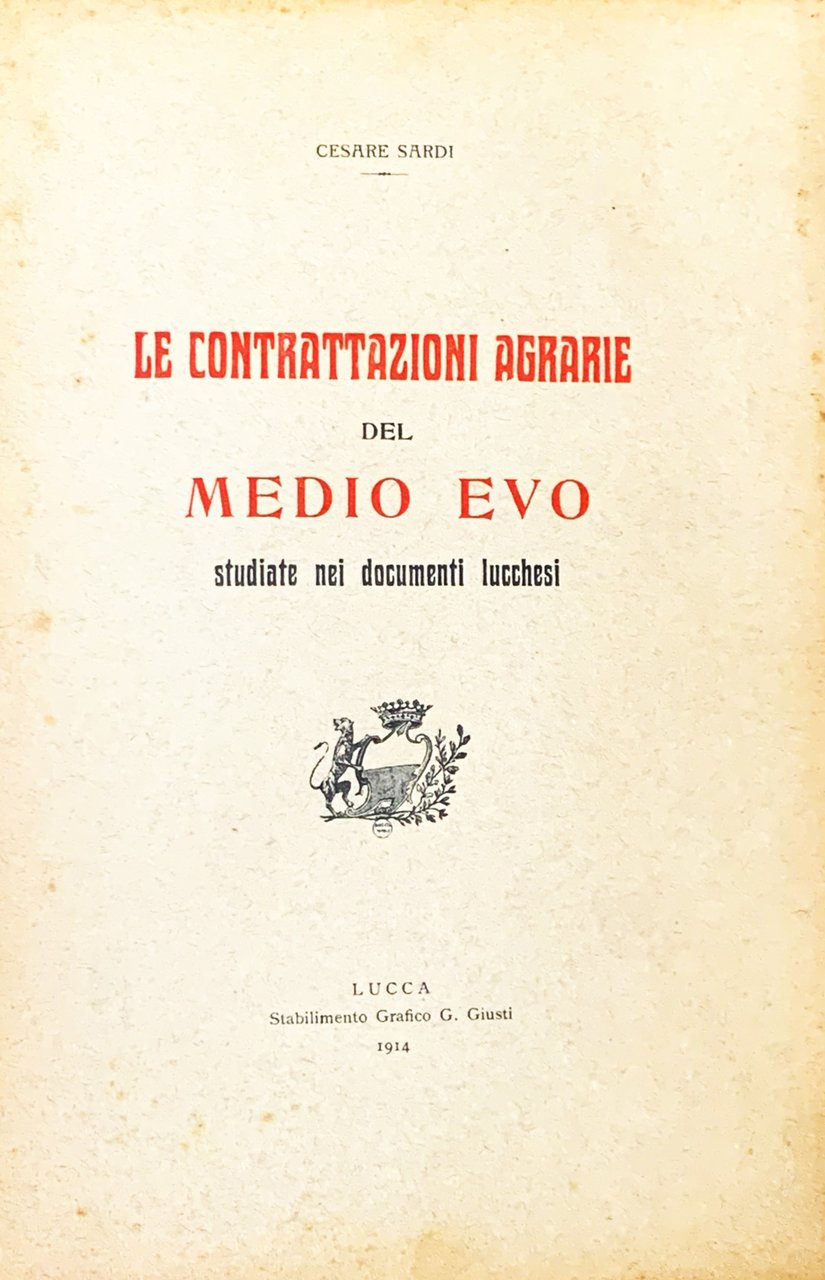 CESARE SARDI
LE CONTRATTAZIONI AGRARIE
DEL
MEDIO EVO
studiate nei documenti lucchesi
LUCCA
Stabilimento Grafico G. Giusti
1914